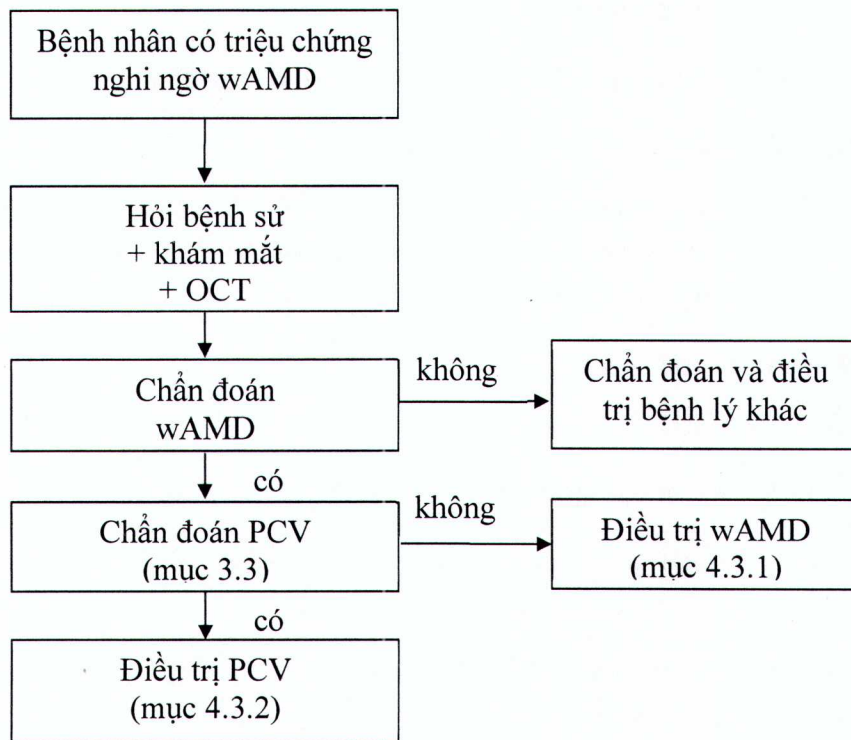 Bệnh nhân có triệu chứng
nghi ngờ wAMD
Hỏi bệnh sử
+ khám mắt
+ OCT
Chẩn đoán
wAMD
không
Chẩn đoán và điều
trị bệnh lý khác
có
Chẩn đoán PCV
(mục 3.3)
không
Điều trị wAMD
(mục 4.3.1)
có
Điều trị PCV
(mục 4.3.2)